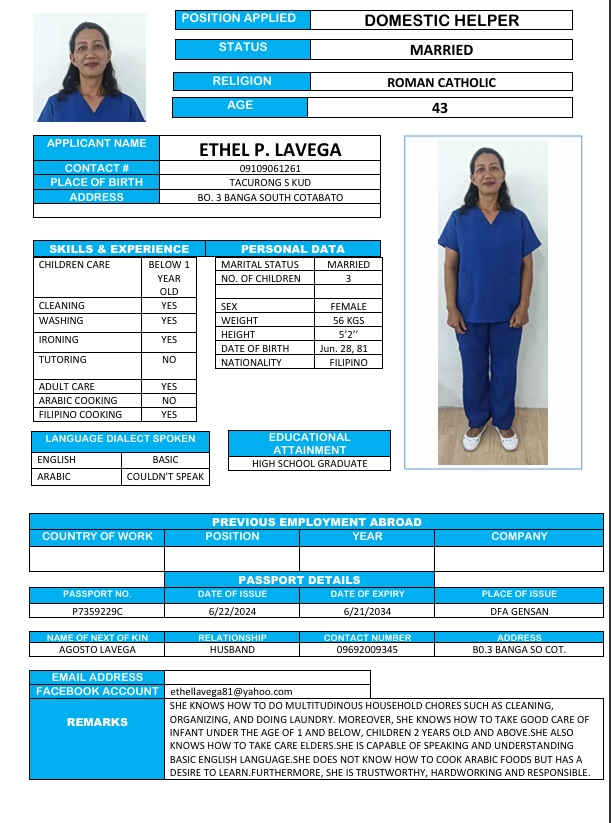 POSITION APPLIED DOMESTIC HELPER
STATUS MARRIED
RELIGION ROMAN CATHOLIC
AGE 43
APPLICANT NAME ETHEL P. LAVEGA
CONTACT # 09109061261
PLACE OF BIRTH TACURONG S KUD
ADDRESS BO. 3 BANGA SOUTH COTABATO
SKILLS & EXPERIENCE
CHILDREN CARE BELOW 1
YEAR
OLD
CLEANING YES
WASHING YES
IRONING YES
TUTORING NO
ADULT CARE YES
ARABIC COOKING NO
FILIPINO COOKING YES
PERSONAL DATA
MARITAL STATUS MARRIED
NO. OF CHILDREN 3
SEX FEMALE
WEIGHT 56 KGS
HEIGHT 5’2’’
DATE OF BIRTH Jun. 28, 81
NATIONALITY FILIPINO
LANGUAGE DIALECT SPOKEN
ENGLISH BASIC
ARABIC COULDN'T SPEAK
EDUCATIONAL
ATTAINMENT
HIGH SCHOOL GRADUATE
PREVIOUS EMPLOYMENT ABROAD
COUNTRY OF WORK POSITION YEAR COMPANY
PASSPORT DETAILS
PASSPORT NO. DATE OF ISSUE DATE OF EXPIRY PLACE OF ISSUE
P7359229C 6/22/2024 6/21/2034 DFA GENSAN
NAME OF NEXT OF KIN RELATIONSHIP CONTACT NUMBER ADDRESS
AGOSTO LAVEGA HUSBAND 09692009345 B0.3 BANGA SO COT.
EMAIL ADDRESS
FACEBOOK ACCOUNT ethellavega81@yahoo.com
REMARKS
SHE KNOWS HOW TO DO MULTITUDINOUS HOUSEHOLD CHORES SUCH AS CLEANING,
ORGANIZING, AND DOING LAUNDRY. MOREOVER, SHE KNOWS HOW TO TAKE GOOD CARE OF
INFANT UNDER THE AGE OF 1 AND BELOW, CHILDREN 2 YEARS OLD AND ABOVE.SHE ALSO
KNOWS HOW TO TAKE CARE ELDERS.SHE IS CAPABLE OF SPEAKING AND UNDERSTANDING
BASIC ENGLISH LANGUAGE.SHE DOES NOT KNOW HOW TO COOK ARABIC FOODS BUT HAS A
DESIRE TO LEARN.FURTHERMORE, SHE IS TRUSTWORTHY, HARDWORKING AND RESPONSIBLE.